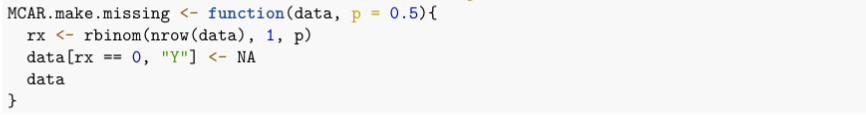 MCAR.make.missing <- function(data, p = 0.5){
  rx <- rbinom(nrow(data), 1, p)
  data[rx == 0, "Y"] <- NA
  data
}